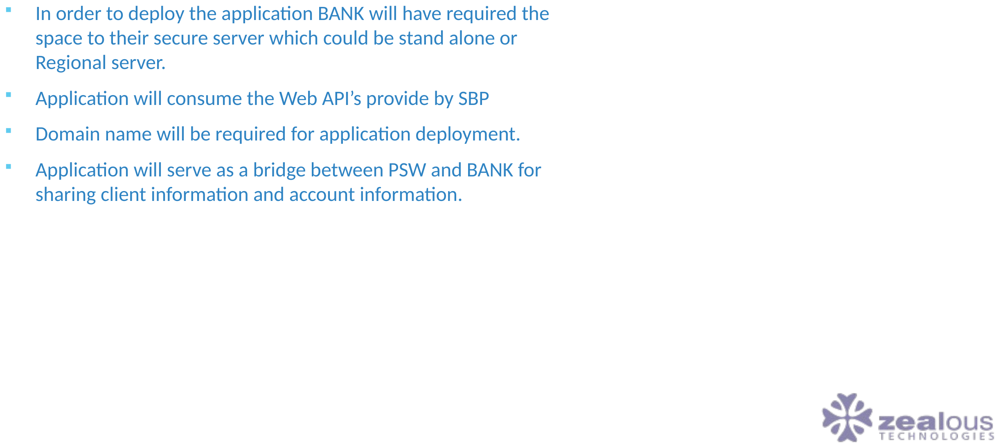 In order to deploy the application BANK will have required the
space to their secure server which could be stand alone or
Regional server.
Application will consume the Web API’s provide by SBP
Domain name will be required for application deployment.
Application will serve as a bridge between PSW and BANK for
sharing client information and account information.
zealous
TECHNOLOGIES